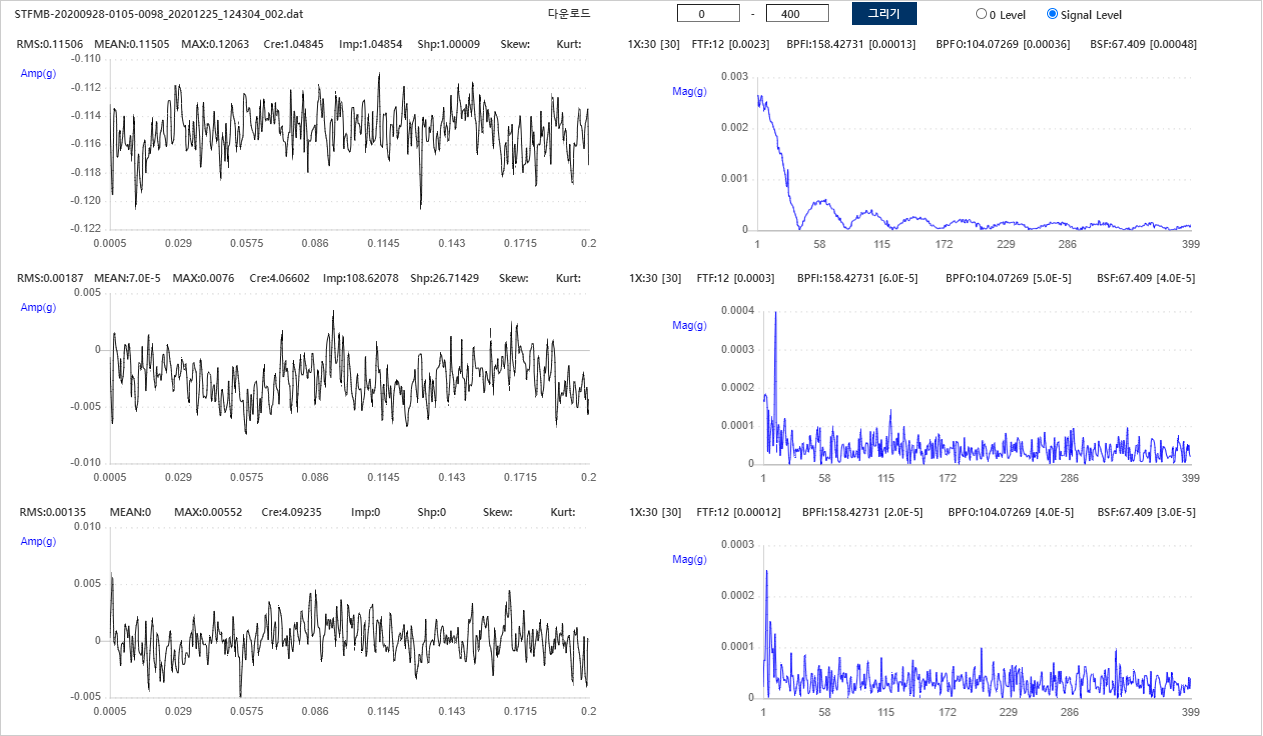 STFMB-20200928-0105-0098_20201225_124304_002.dat 다운로드 0 - 400 그리기 0 Level Signal Level
RMS:0.11506 MEAN:0.11505 MAX:0.12063 Cre:1.04845 Imp:1.04854 Shp:1.00009 Skew: Kurt:
Amp(g)
-0.110
-0.112
-0.114
-0.116
-0.118
-0.120
-0.122
0.0005 0.029 0.0575 0.086 0.1145 0.143 0.1715 0.2
1X:30 [30] FTF:12 [0.0023] BPFI:158.42731 [0.00013] BPFO:104.07269 [0.00036] BSF:67.409 [0.00048]
Mag(g)
0.003
0.002
0.001
0
1 58 115 172 229 286 399
RMS:0.00187 MEAN:7.0E-5 MAX:0.0076 Cre:4.06602 Imp:108.62078 Shp:26.71429 Skew: Kurt:
Amp(g)
0.005
0
-0.005
-0.010
0.0005 0.029 0.0575 0.086 0.1145 0.143 0.1715 0.2
1X:30 [30] FTF:12 [0.0003] BPFI:158.42731 [6.0E-5] BPFO:104.07269 [5.0E-5] BSF:67.409 [4.0E-5]
Mag(g)
0.0004
0.0003
0.0002
0.0001
0
1 58 115 172 229 286 399
RMS:0.00135 MEAN:0 MAX:0.00552 Cre:4.09235 Imp:0 Shp:0 Skew: Kurt:
Amp(g)
0.010
0.005
0
-0.005
0.0005 0.029 0.0575 0.086 0.1145 0.143 0.1715 0.2
1X:30 [30] FTF:12 [0.00012] BPFI:158.42731 [2.0E-5] BPFO:104.07269 [4.0E-5] BSF:67.409 [3.0E-5]
Mag(g)
0.0003
0.0002
0.0001
0
1 58 115 172 229 286 399